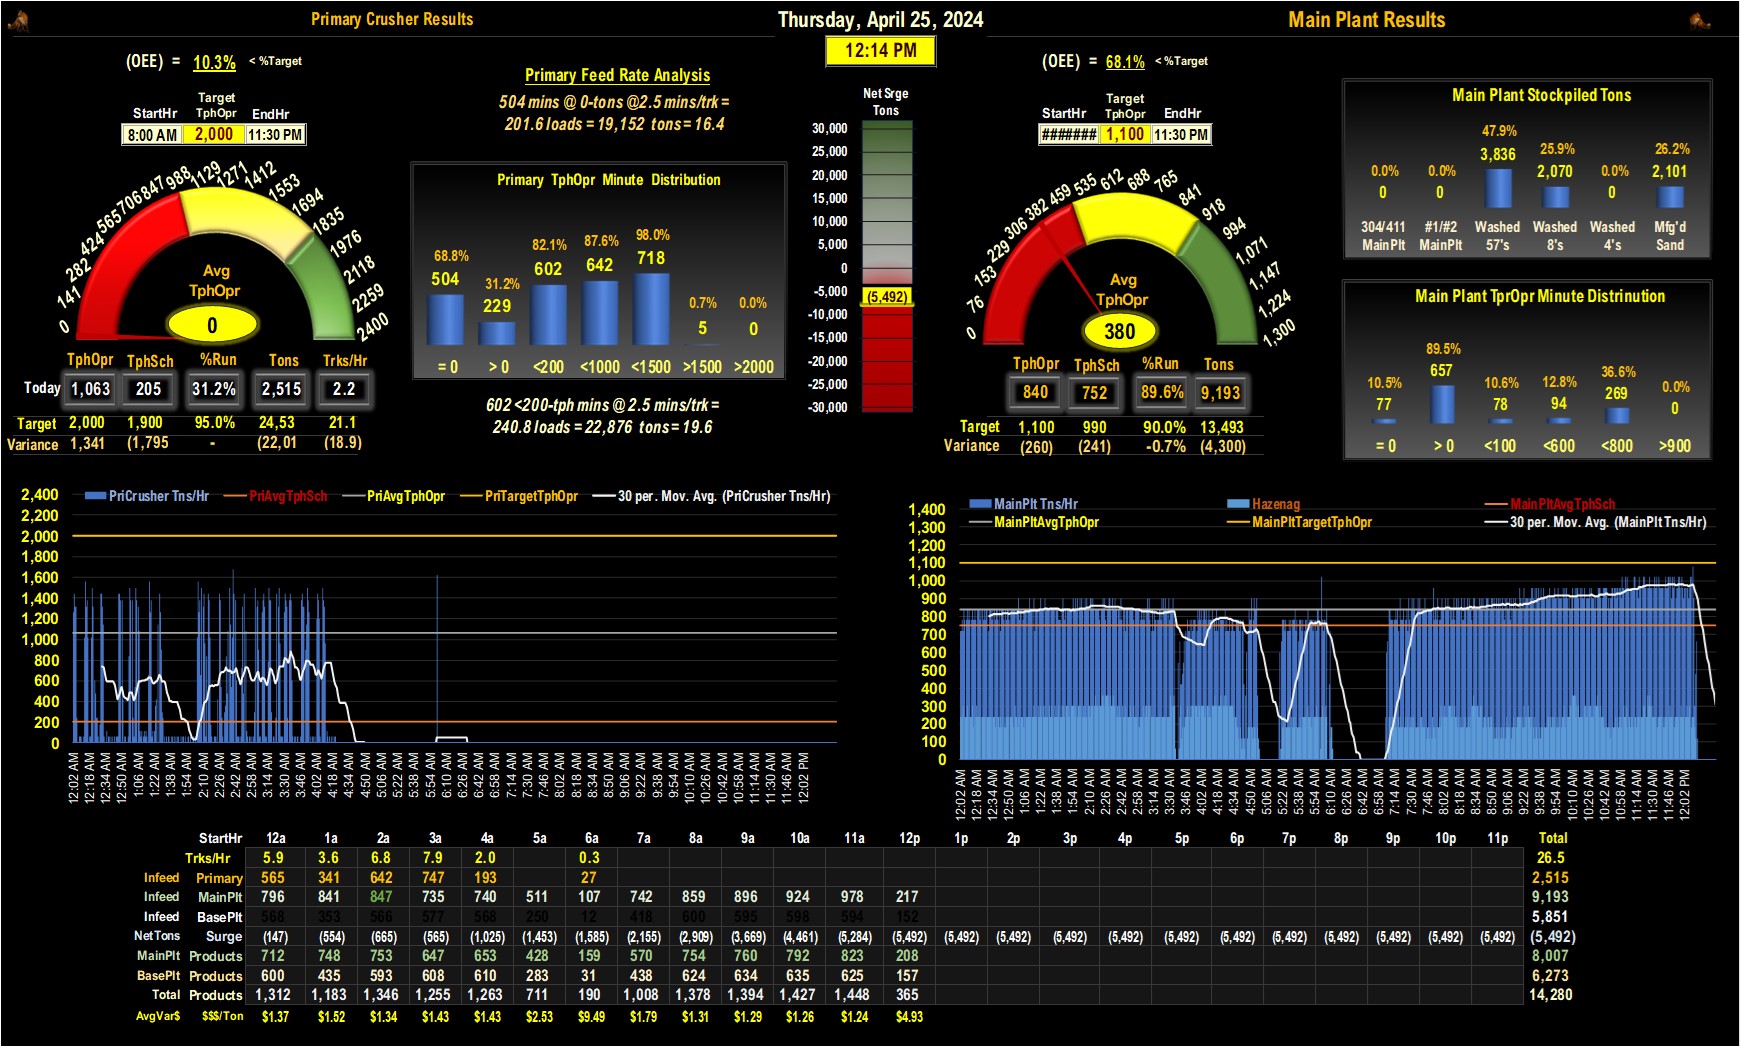 Primary Crusher Results
Thursday, April 25, 2024
Main Plant Results
12:14 PM
(OEE) = 10.3% < %Target
StartHr Target TphOpr EndHr
8:00 AM 2,000 11:30 PM
0 141 282 424 565 706 847 988 1129 1271 1412 1553 1694 1835 1976 2118 2259 2400
Avg
TphOpr
0
TphOpr TphSch %Run Tons Trks/Hr
Today 1,063 205 31.2% 2,515 2.2
Target 2,000 1,900 95.0% 24,53 21.1
Variance 1,341 (1,795 - (22,01 (18.9)
Primary Feed Rate Analysis
504 mins @ 0-tons @2.5 mins/trk =
201.6 loads = 19,152 tons = 16.4
Primary TphOpr Minute Distribution
68.8% 31.2% 82.1% 87.6% 98.0% 0.7% 0.0%
504 229 602 642 718 5 0
= 0 > 0 <200 <1000 <1500 >1500 >2000
602 <200-tph mins @ 2.5 mins/trk =
240.8 loads = 22,876 tons = 19.6
Net Srge
Tons
30,000
25,000
20,000
15,000
10,000
5,000
0
-5,000
(5,492)
-10,000
-15,000
-20,000
-25,000
-30,000
(OEE) = 68.1% < %Target
StartHr Target TphOpr EndHr
####### 1,100 11:30 PM
0 76 153 229 306 382 459 535 612 688 765 841 918 994 1,071 1,147 1,224 1,300
Avg
TphOpr
380
TphOpr TphSch %Run Tons
840 752 89.6% 9,193
Target 1,100 990 90.0% 13,493
Variance (260) (241) -0.7% (4,300)
Main Plant Stockpiled Tons
0.0% 0.0% 47.9% 25.9% 0.0% 26.2%
0 0 3,836 2,070 0 2,101
304/411 #1/#2 Washed Washed Washed Mfg'd
MainPlt MainPlt 57's 8's 4's Sand
Main Plant TprOpr Minute Distrinution
10.5% 89.5% 10.6% 12.8% 36.6% 0.0%
77 657 78 94 269 0
= 0 > 0 <100 <600 <800 >900
PriCrusher Tns/Hr PriAvgTphSch PriAvgTphOpr PriTargetTphOpr 30 per. Mov. Avg. (PriCrusher Tns/Hr)
2,400
2,200
2,000
1,800
1,600
1,400
1,200
1,000
800
600
400
200
0
12:02 AM 12:18 AM 12:34 AM 12:50 AM 1:06 AM 1:22 AM 1:38 AM 1:54 AM 2:10 AM 2:26 AM 2:42 AM 2:58 AM 3:14 AM 3:30 AM 3:46 AM 4:02 AM 4:18 AM 4:34 AM 4:50 AM 5:06 AM 5:22 AM 5:38 AM 5:54 AM 6:10 AM 6:26 AM 6:42 AM 6:58 AM 7:14 AM 7:30 AM 7:46 AM 8:02 AM 8:18 AM 8:34 AM 8:50 AM 9:06 AM 9:22 AM 9:38 AM 9:54 AM 10:10 AM 10:26 AM 10:42 AM 10:58 AM 11:14 AM 11:30 AM 11:46 AM 12:02 PM
MainPlt Tns/Hr Hazenag MainPltAvgTphSch
MainPltAvgTphOpr MainPltTargetTphOpr 30 per. Mov. Avg. (MainPlt Tns/Hr)
1,400
1,300
1,200
1,100
1,000
900
800
700
600
500
400
300
200
100
0
12:02 AM 12:18 AM 12:34 AM 12:50 AM 1:06 AM 1:22 AM 1:38 AM 1:54 AM 2:10 AM 2:26 AM 2:42 AM 2:58 AM 3:14 AM 3:30 AM 3:46 AM 4:02 AM 4:18 AM 4:34 AM 4:50 AM 5:06 AM 5:22 AM 5:38 AM 5:54 AM 6:10 AM 6:26 AM 6:42 AM 6:58 AM 7:14 AM 7:30 AM 7:46 AM 8:02 AM 8:18 AM 8:34 AM 8:50 AM 9:06 AM 9:22 AM 9:38 AM 9:54 AM 10:10 AM 10:26 AM 10:42 AM 10:58 AM 11:14 AM 11:30 AM 11:46 AM 12:02 PM
StartHr 12a 1a 2a 3a 4a 5a 6a 7a 8a 9a 10a 11a 12p 1p 2p 3p 4p 5p 6p 7p 8p 9p 10p 11p Total
Trks/Hr 5.9 3.6 6.8 7.9 2.0 0.3 26.5
Infeed Primary 565 341 642 747 193 27 2,515
Infeed MainPlt 796 841 847 735 740 511 107 742 859 896 924 978 217 9,193
Infeed BasePlt 568 353 566 577 568 250 12 418 600 595 598 594 152 5,851
NetTons Surge (147) (554) (665) (565) (1,025) (1,453) (1,585) (2,155) (2,909) (3,669) (4,461) (5,284) (5,492) (5,492) (5,492) (5,492) (5,492) (5,492) (5,492) (5,492) (5,492) (5,492) (5,492) (5,492) (5,492)
MainPlt Products 712 748 753 647 653 428 159 570 754 760 792 823 208 8,007
BasePlt Products 600 435 593 608 610 283 31 438 624 634 635 625 157 6,273
Total Products 1,312 1,183 1,346 1,255 1,263 711 190 1,008 1,378 1,394 1,427 1,448 365 14,280
AvgVar$ $$$/Ton $1.37 $1.52 $1.34 $1.43 $1.43 $2.53 $9.49 $1.79 $1.31 $1.29 $1.26 $1.24 $4.93